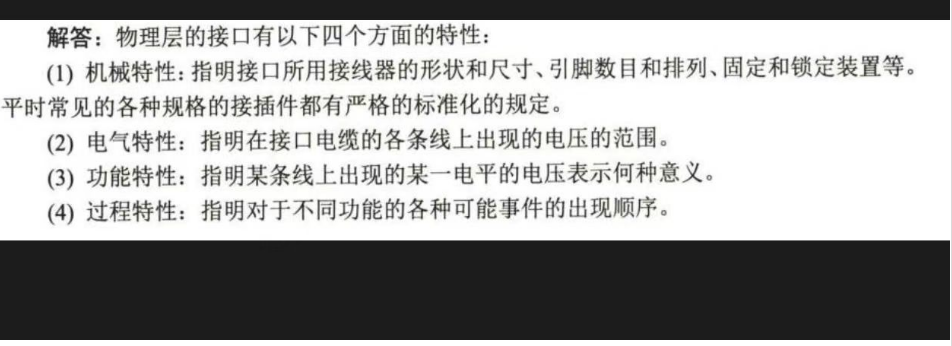 解答：物理层的接口有以下四个方面的特性：
(1) 机械特性：指明接口所用接线器的形状和尺寸、引脚数目和排列、固定和锁定装置等。
平时常见的各种规格的接插件都有严格的标准化的规定。
(2) 电气特性：指明在接口电缆的各条线上出现的电压的范围。
(3) 功能特性：指明某条线上出现的某一电平的电压表示何种意义。
(4) 过程特性：指明对于不同功能的各种可能事件的出现顺序。